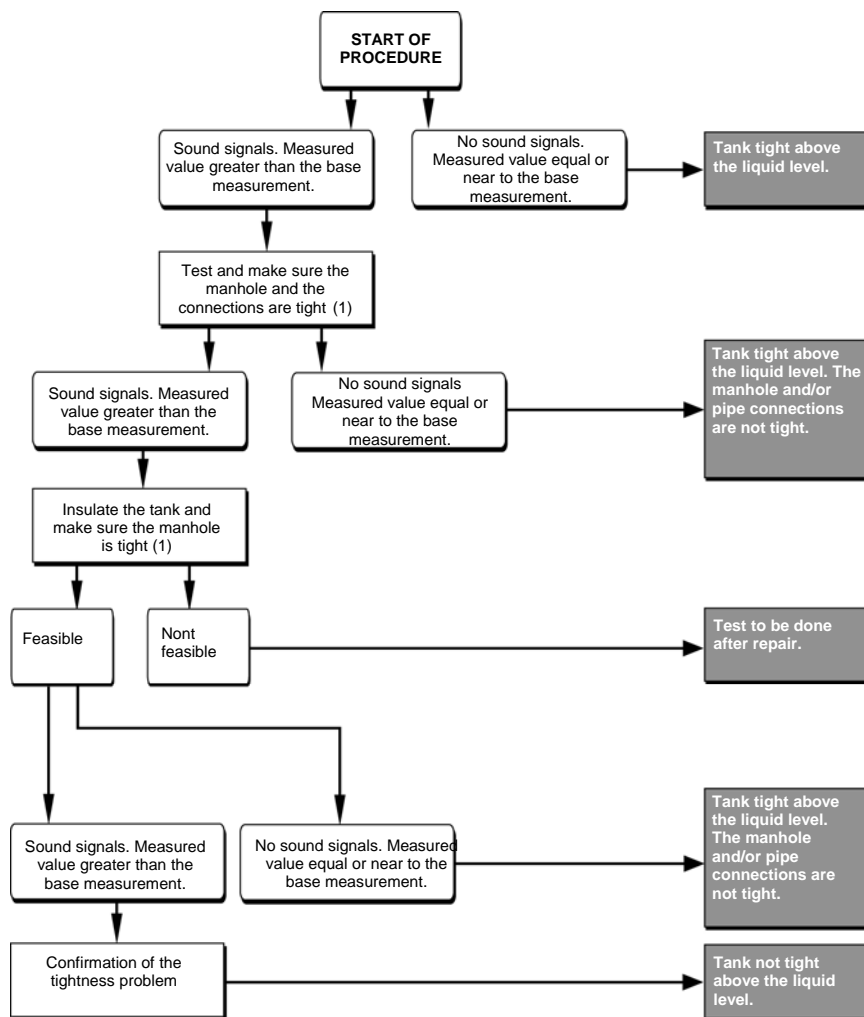 START OF
PROCEDURE
Sound signals. Measured
value greater than the base
measurement.
No sound signals.
Measured value equal or
near to the base
measurement.
Tank tight above
the liquid level.
Test and make sure the
manhole and the
connections are tight (1)
Sound signals. Measured
value greater than the
base measurement.
No sound signals
Measured value equal or
near to the base
measurement.
Tank tight above
the liquid level. The
manhole and/or
pipe connections
are not tight.
Insulate the tank and
make sure the manhole
is tight (1)
Feasible
Nont
feasible
Test to be done
after repair.
Sound signals. Measured
value greater than the
base measurement.
No sound signals. Measured
value equal or near to the
base measurement.
Tank tight above
the liquid level.
The manhole
and/or pipe
connections are
not tight.
Confirmation of the
tightness problem
Tank not tight
above the liquid
level.